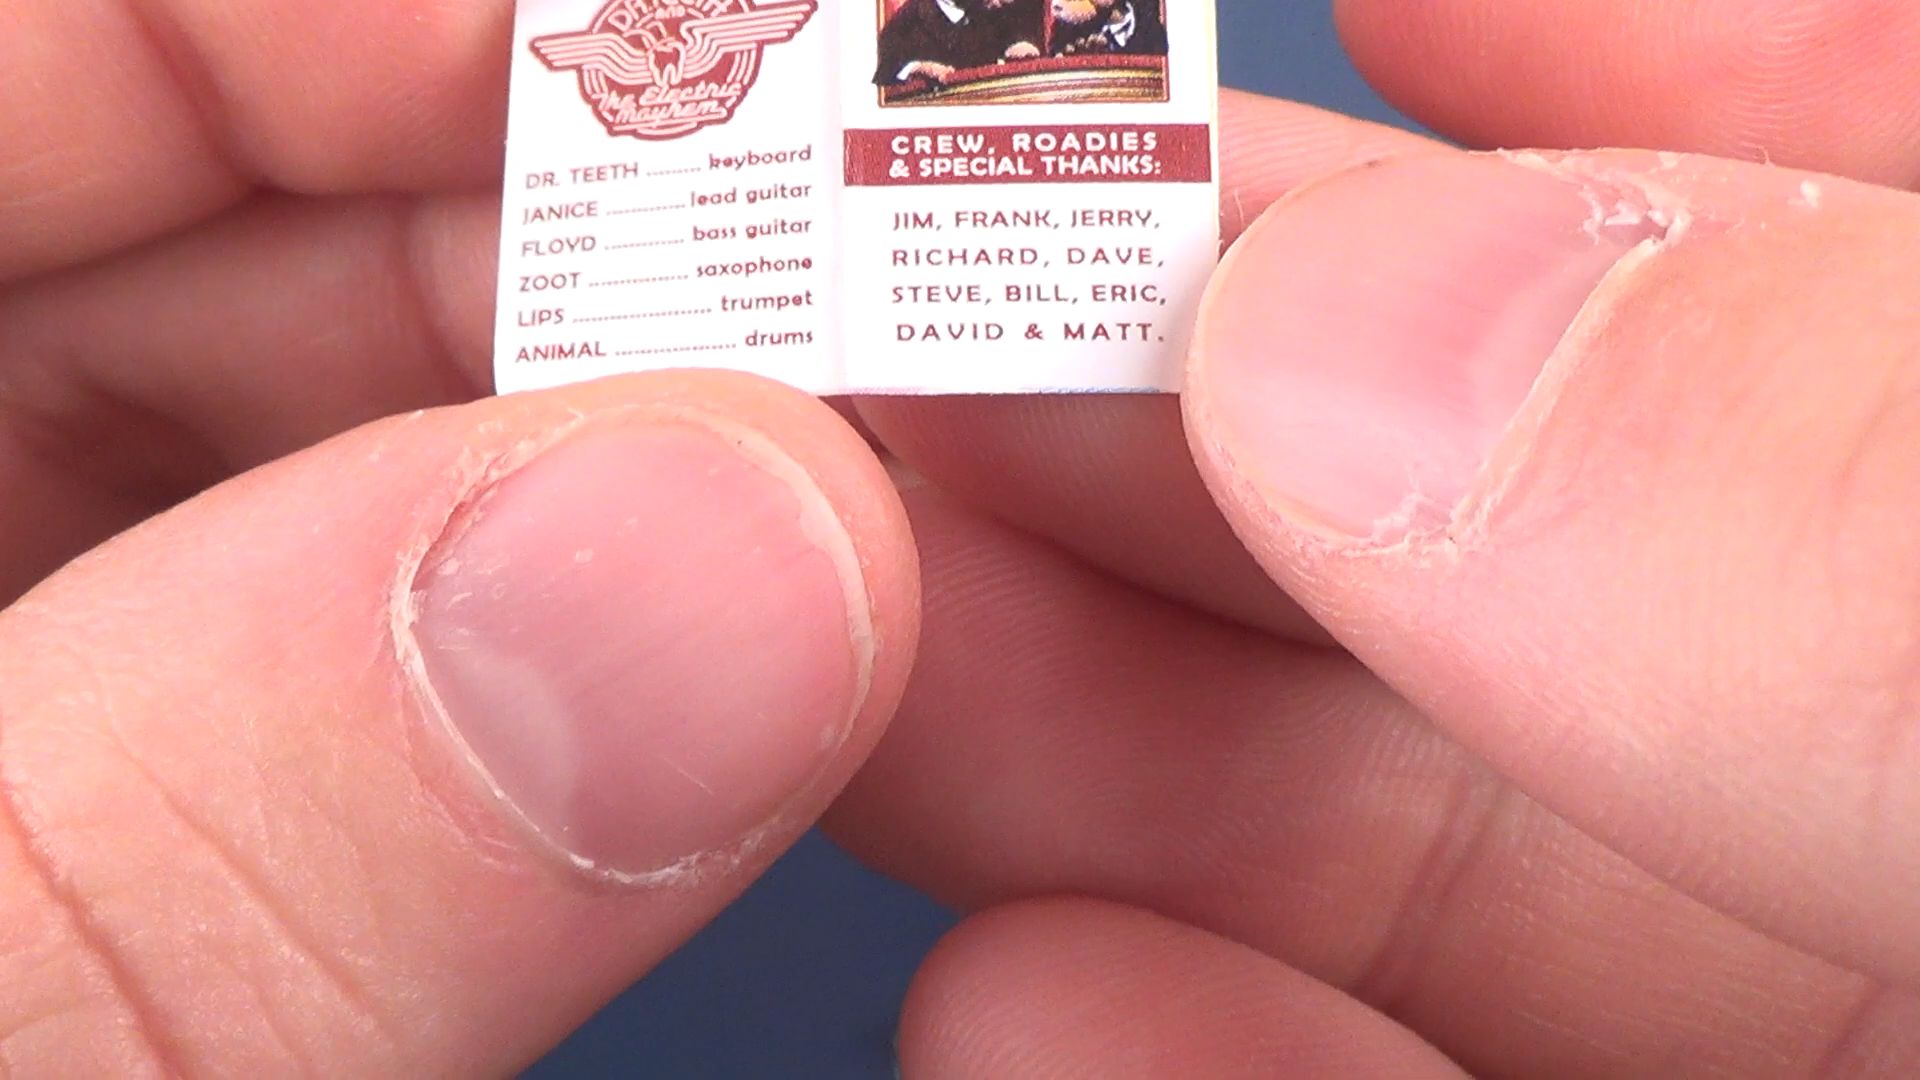 DR. TEETH
AND
The Electric
mayhem
DR. TEETH ......... keyboard
JANICE ............. lead guitar
FLOYD ............. bass guitar
ZOOT ................ saxophone
LIPS ...................... trumpet
ANIMAL ................... drums
CREW, ROADIES
& SPECIAL THANKS:
JIM, FRANK, JERRY,
RICHARD, DAVE,
STEVE, BILL, ERIC,
DAVID & MATT.